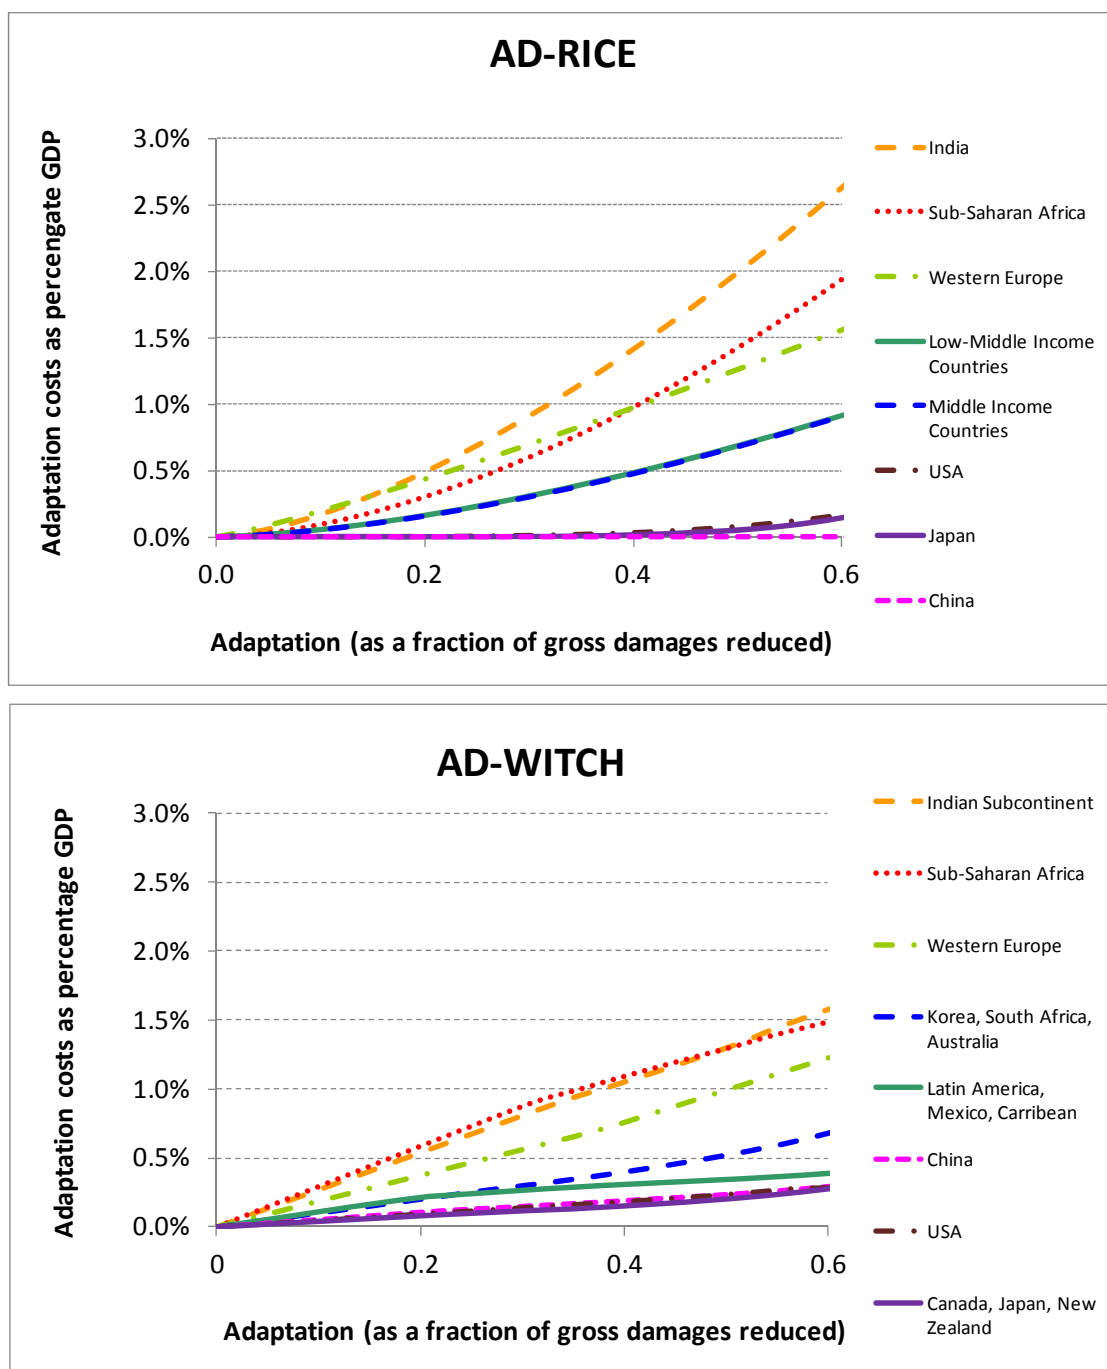 AD-RICE
Adaptation costs as percengate GDP
3.0%
2.5%
2.0%
1.5%
1.0%
0.5%
0.0%
0.0
0.2
0.4
0.6
Adaptation (as a fraction of gross damages reduced)
India
Sub-Saharan Africa
Western Europe
Low-Middle Income
Countries
Middle Income
Countries
USA
Japan
China
AD-WITCH
Adaptation costs as percentage GDP
3.0%
2.5%
2.0%
1.5%
1.0%
0.5%
0.0%
0
0.2
0.4
0.6
Adaptation (as a fraction of gross damages reduced)
Indian Subcontinent
Sub-Saharan Africa
Western Europe
Korea, South Africa,
Australia
Latin America,
Mexico, Carribean
China
USA
Canada, Japan, New
Zealand